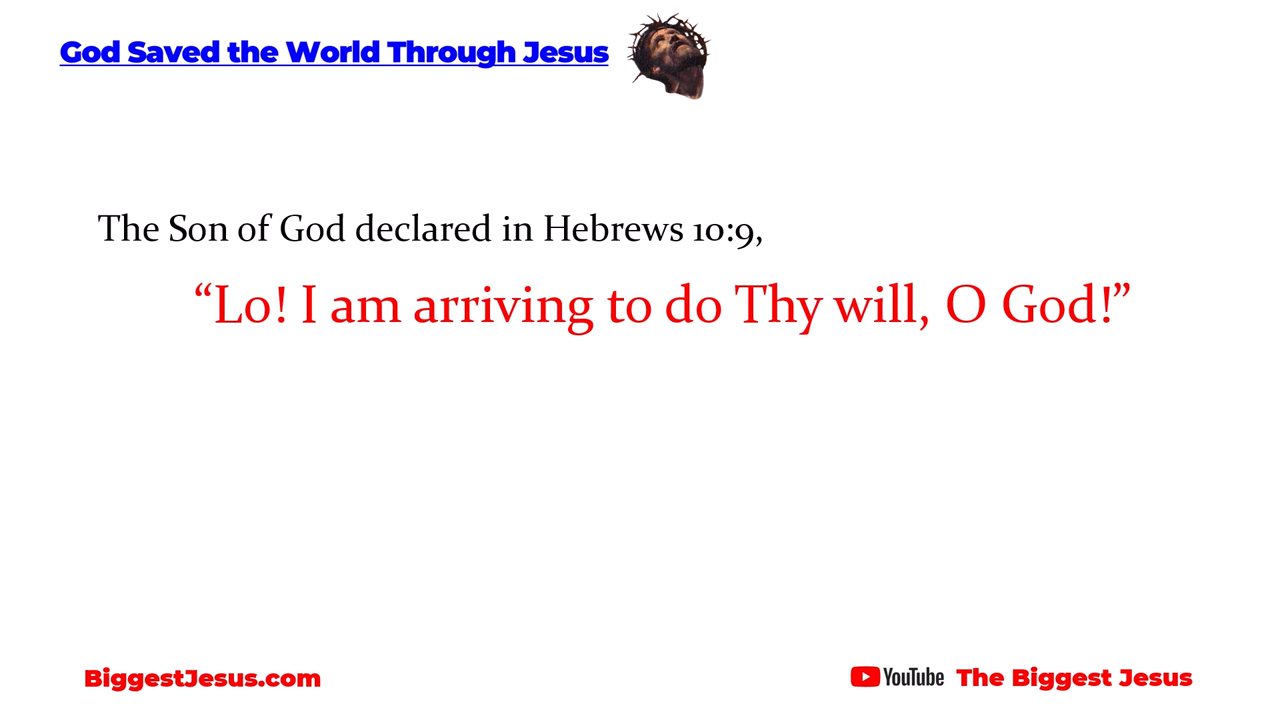 God Saved the World Through Jesus
The Son of God declared in Hebrews 10:9,
“Lo! I am arriving to do Thy will, O God!”
BiggestJesus.com
YouTube The Biggest Jesus